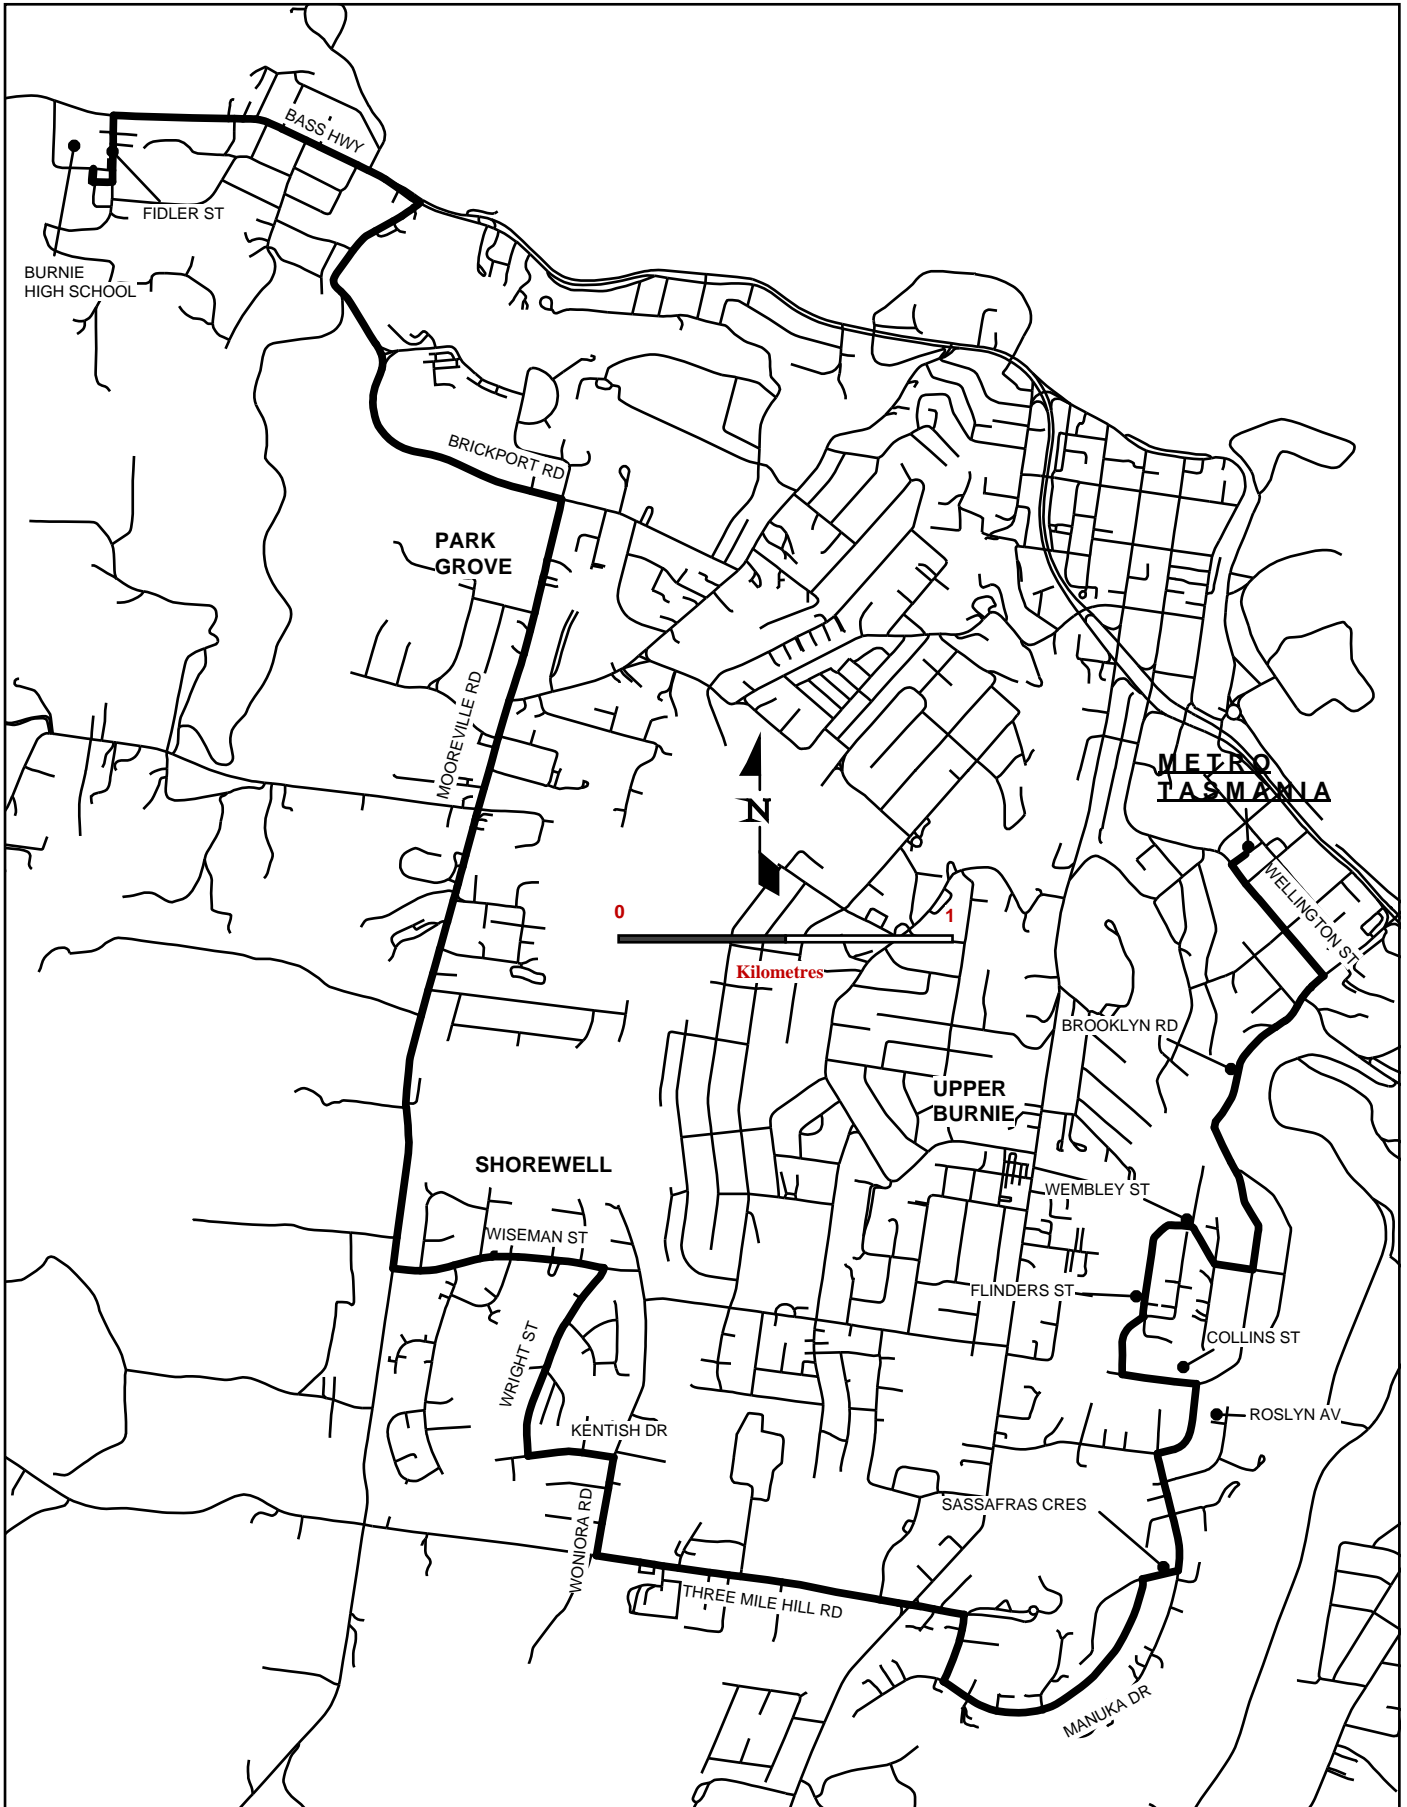 BASS HWY
FIDLER ST
BURNIE
HIGH SCHOOL
BRICKPORT RD
PARK
GROVE
MOOREVILLE RD
METRO
TASMANIA
N
WELLINGTON ST
0
1
Kilometres
BROOKLYN RD
UPPER
BURNIE
SHOREWELL
WEMBLEY ST
WISEMAN ST
FLINDERS ST
COLLINS ST
WRIGHT ST
ROSLYN AV
KENTISH DR
SASSAFRAS CRES
WONIORA RD
THREE MILE HILL RD
MANUKA DR